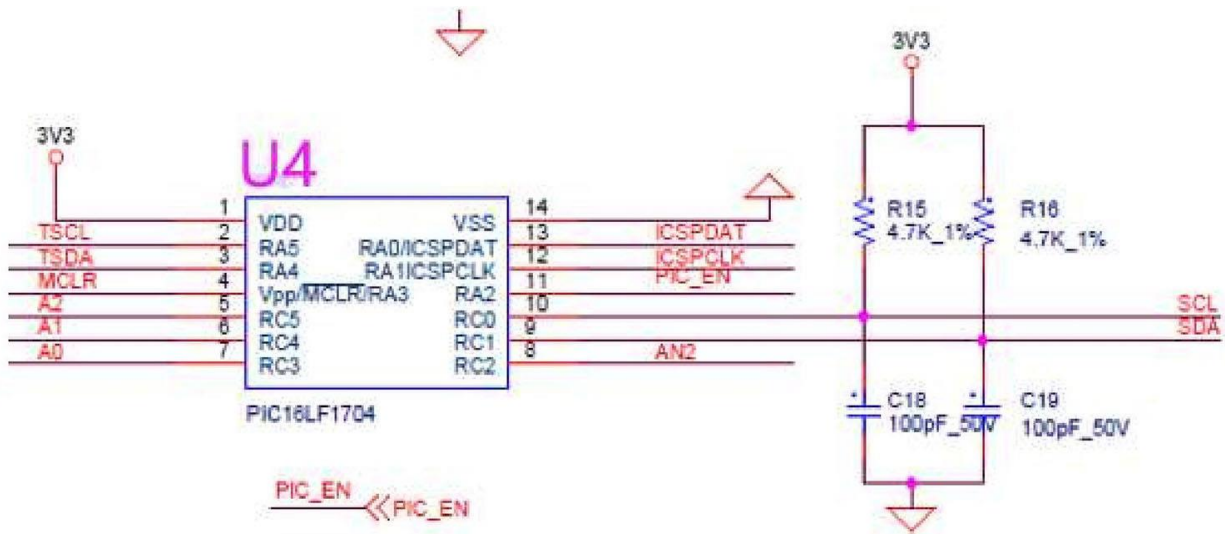 3V3
3V3
U4
1 VDD VSS 14
TSCL 2 RA5 RA0/ICSPDAT 13 ICSPDAT
TSDA 3 RA4 RA1ICSPCLK 12 ICSPCLK
MCLR 4 Vpp/MCLR/RA3 RA2 11 PIC_EN
A2 5 RC5 RC0 10 SCL
A1 6 RC4 RC1 9 SDA
A0 7 RC3 RC2 8 AN2
PIC16LF1704
R15
4.7K_1%
R16
4.7K_1%
C18
100pF_50V
C19
100pF_50V
PIC_EN
PIC_EN